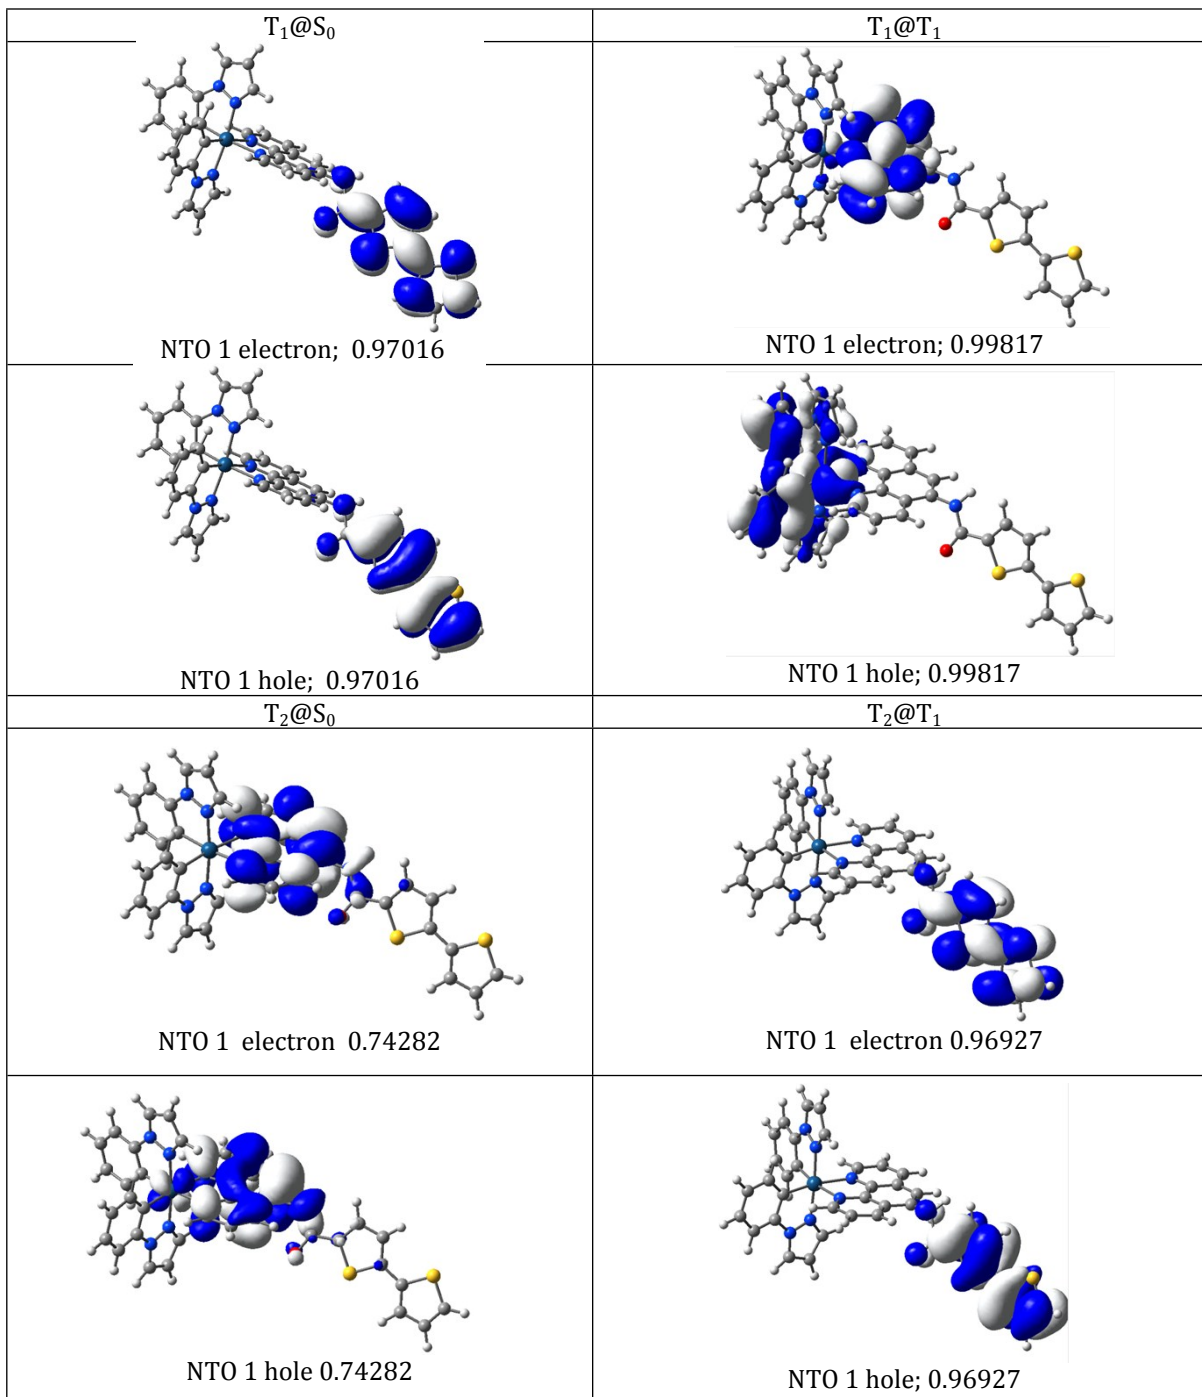 T₁@S₀
T₁@T₁
NTO 1 electron;  0.97016
NTO 1 electron; 0.99817
NTO 1 hole;  0.97016
NTO 1 hole; 0.99817
T₂@S₀
T₂@T₁
NTO 1  electron  0.74282
NTO 1  electron 0.96927
NTO 1 hole 0.74282
NTO 1 hole; 0.96927